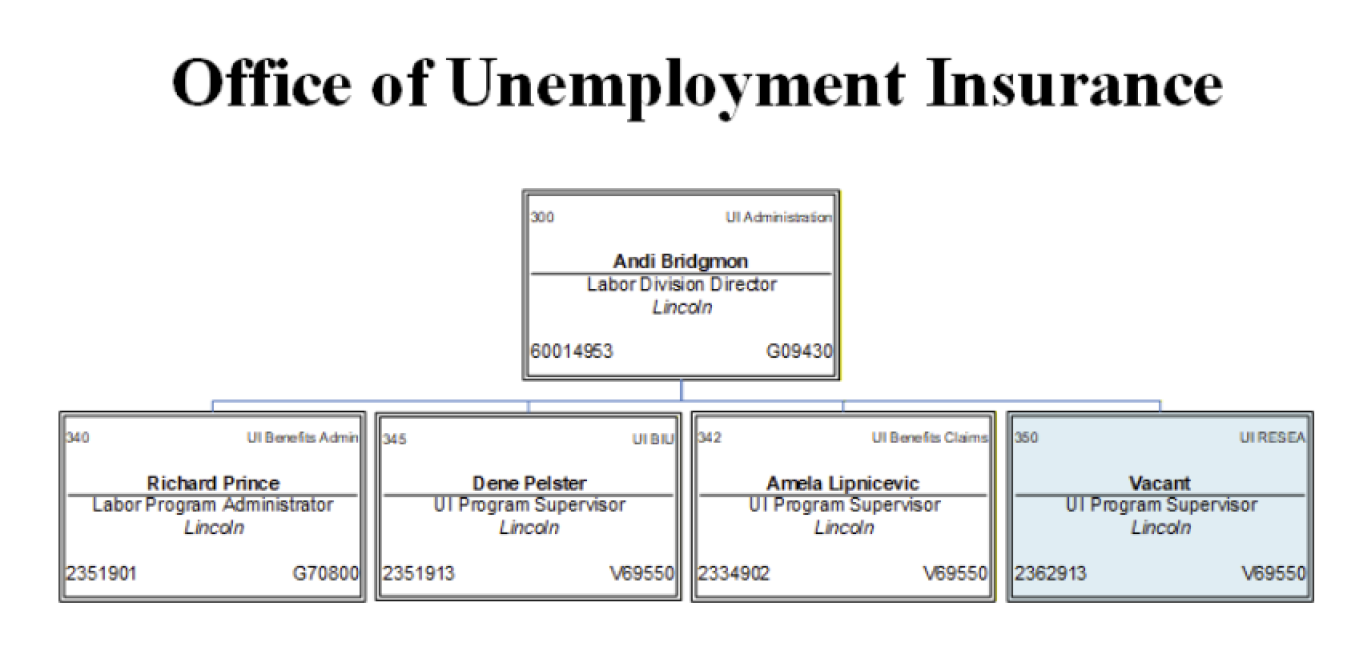 Office of Unemployment Insurance
300 UI Administration
Andi Bridgmon
Labor Division Director
Lincoln
60014953 G09430
340 UI Benefits Admin
Richard Prince
Labor Program Administrator
Lincoln
2351901 G70800
345 UI BIU
Dene Pelster
UI Program Supervisor
Lincoln
2351913 V69550
342 UI Benefits Claims
Amela Lipnicevic
UI Program Supervisor
Lincoln
2334902 V69550
350 UI RESEA
Vacant
UI Program Supervisor
Lincoln
2362913 V69550